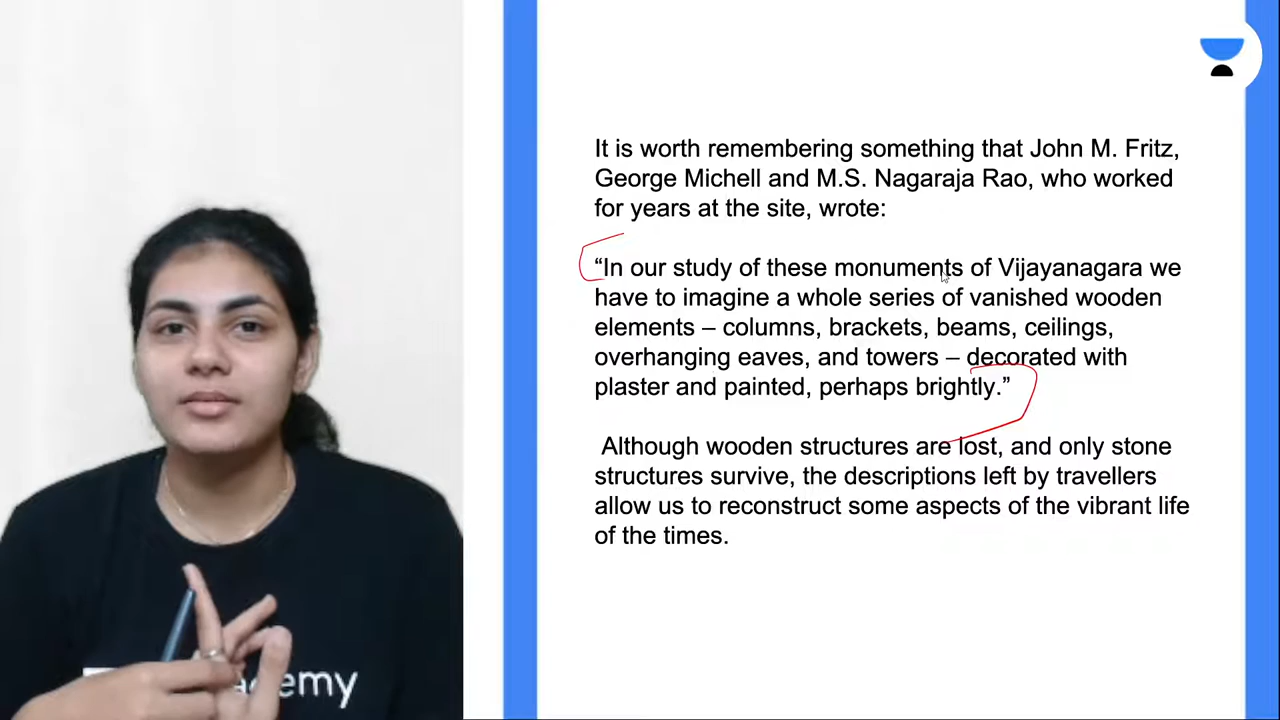 It is worth remembering something that John M. Fritz,
George Michell and M.S. Nagaraja Rao, who worked
for years at the site, wrote:
“In our study of these monuments of Vijayanagara we
have to imagine a whole series of vanished wooden
elements – columns, brackets, beams, ceilings,
overhanging eaves, and towers – decorated with
plaster and painted, perhaps brightly.”
Although wooden structures are lost, and only stone
structures survive, the descriptions left by travellers
allow us to reconstruct some aspects of the vibrant life
of the times.